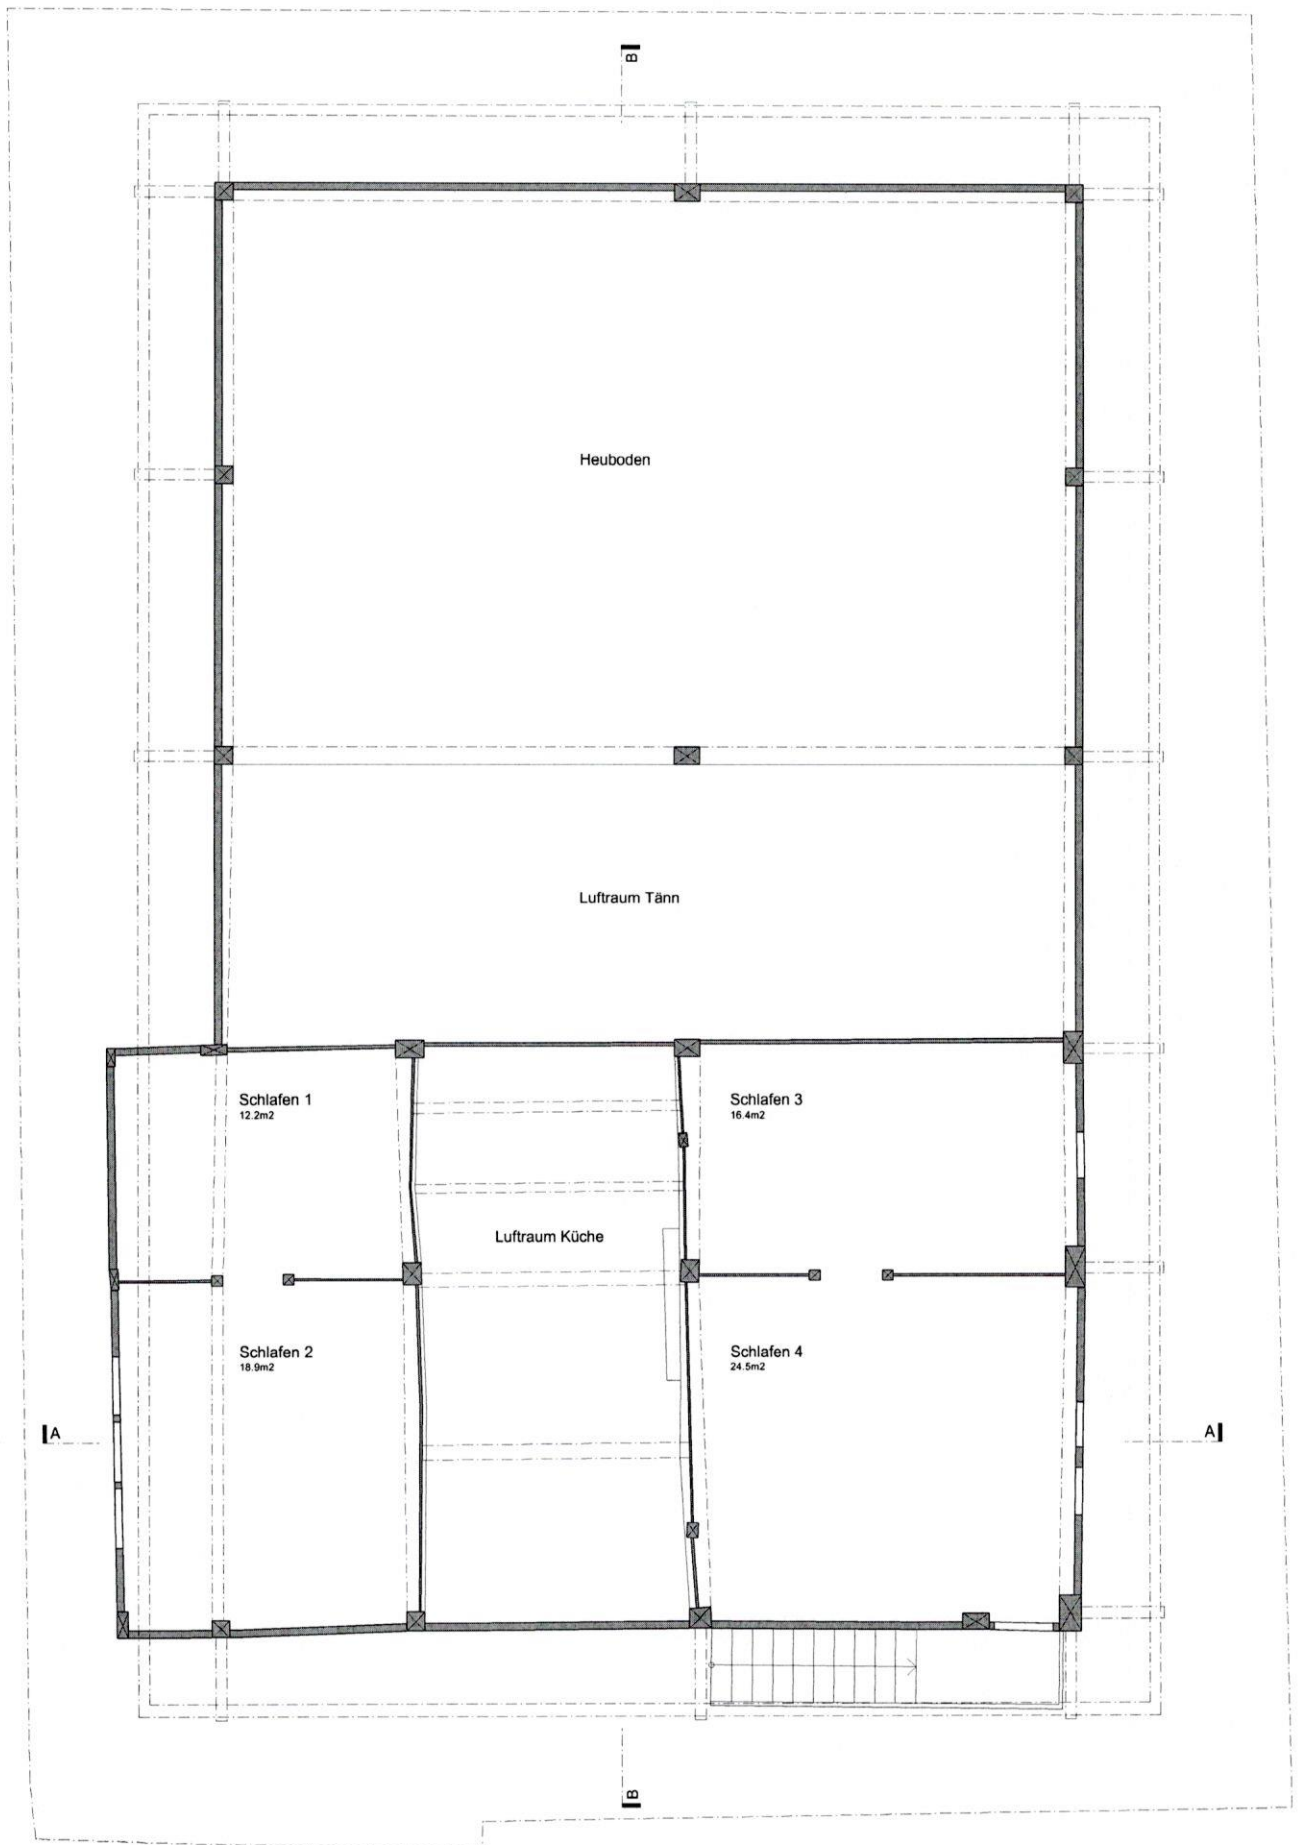 B
Heuboden
Luftraum Tänn
Schlafen 1
12.2m2
Schlafen 3
16.4m2
Luftraum Küche
Schlafen 2
18.9m2
Schlafen 4
24.5m2
A
A
B